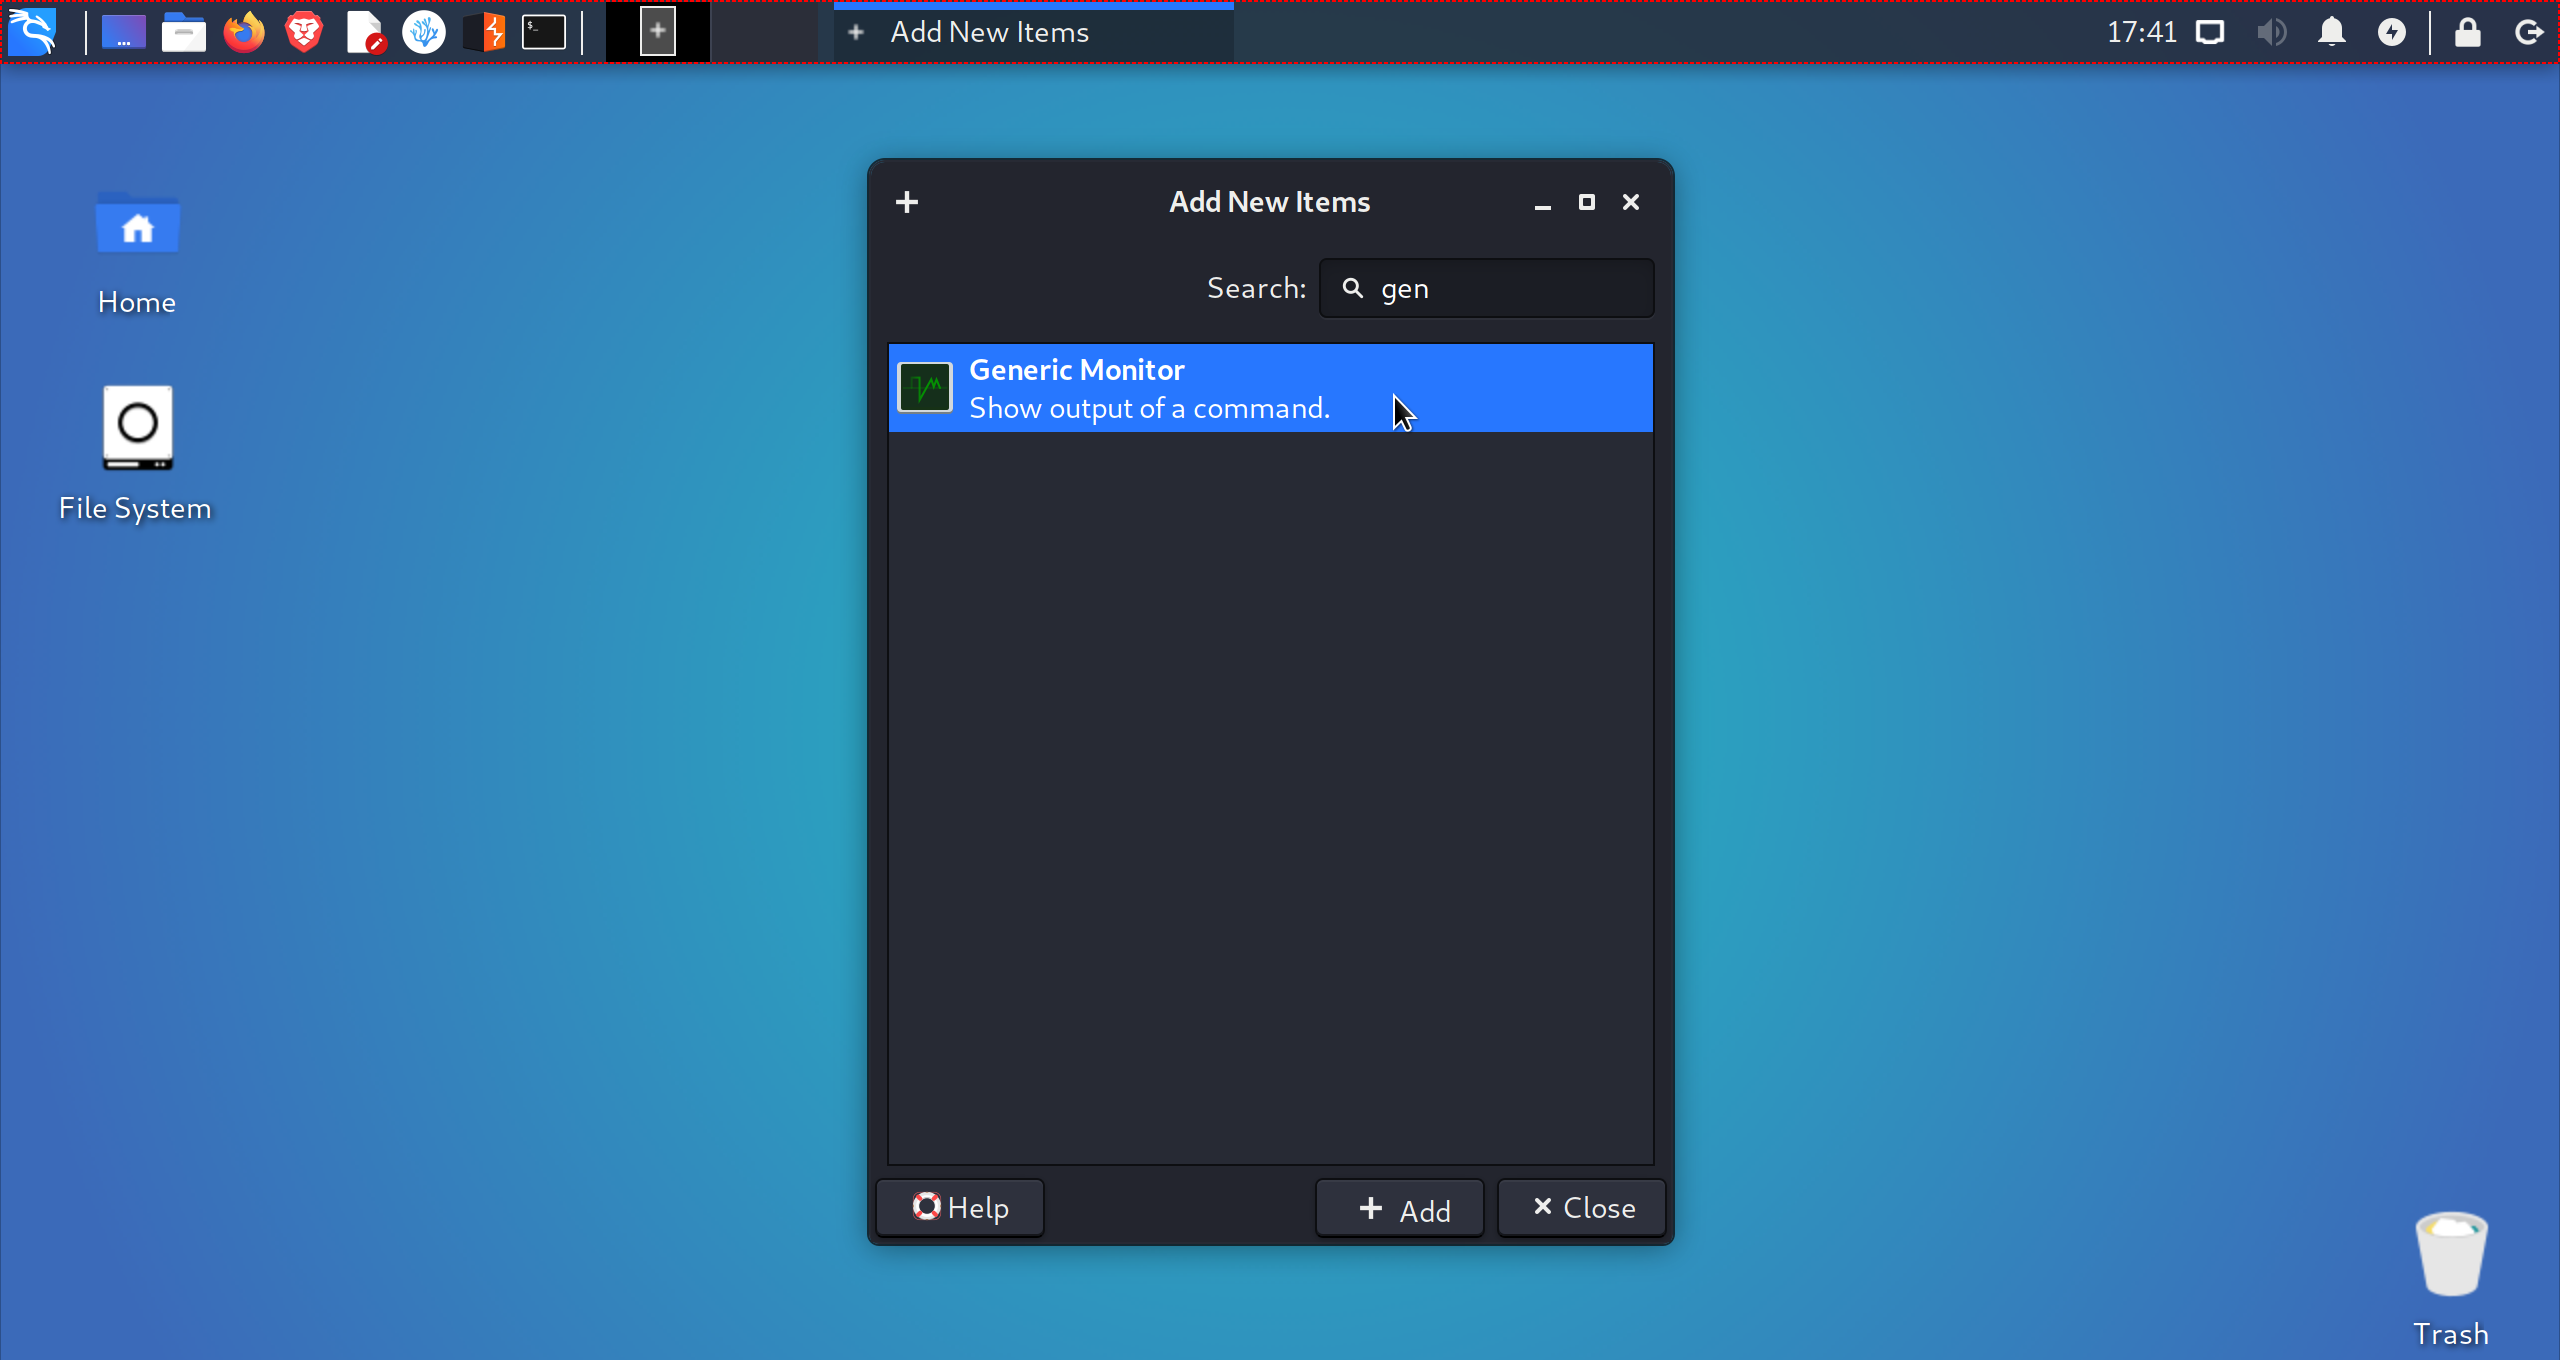 $_
Add New Items
17:41
Home
File System
Add New Items
Search: gen
Generic Monitor
Show output of a command.
Help
Add
Close
Trash